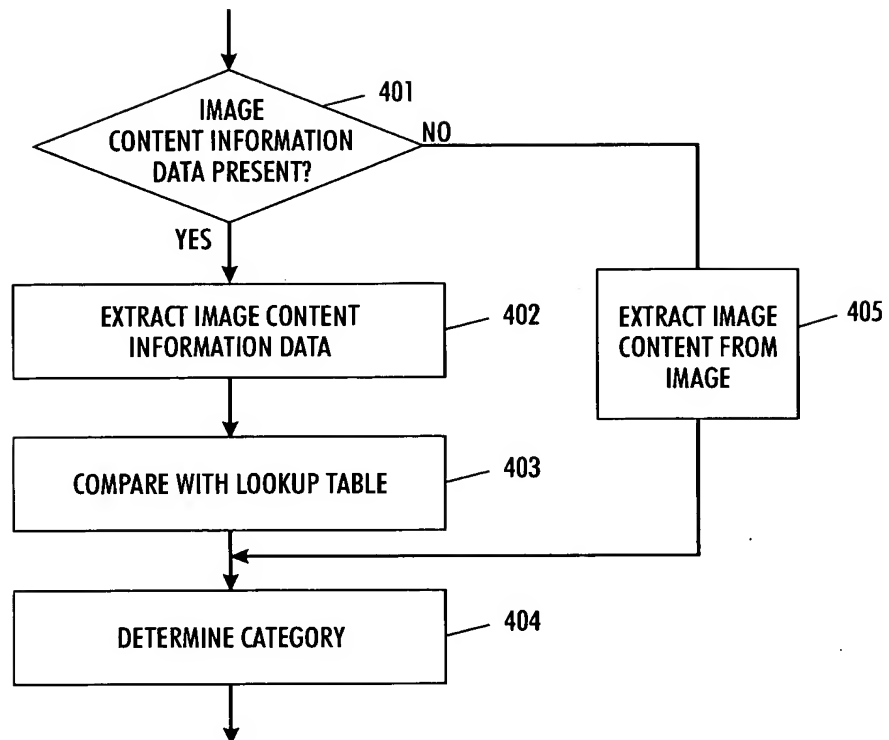 IMAGE
CONTENT INFORMATION
DATA PRESENT?
401
NO
YES
EXTRACT IMAGE CONTENT
INFORMATION DATA
402
EXTRACT IMAGE
CONTENT FROM
IMAGE
405
COMPARE WITH LOOKUP TABLE
403
DETERMINE CATEGORY
404